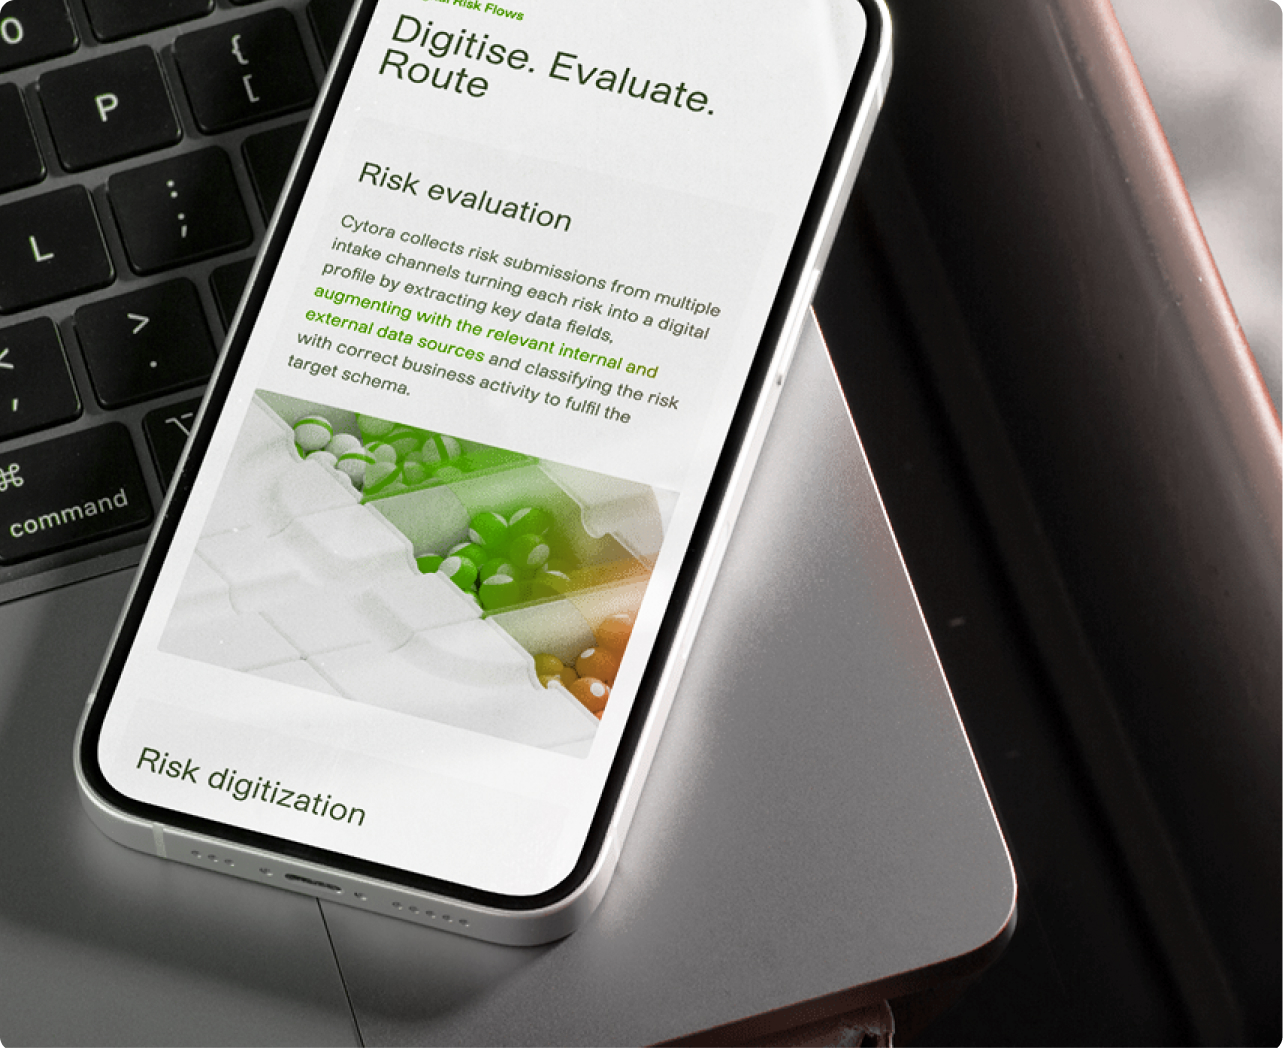 Risk Flows
Digitise. Evaluate.
Route
Risk evaluation
Cytora collects risk submissions from multiple
intake channels turning each risk into a digital
profile by extracting key data fields,
augmenting with the relevant internal and
external data sources and classifying the risk
with correct business activity to fulfil the
target schema.
Risk digitization
O
P
{
[
L
:
;
>
.
<
,
⌥
⌘
command